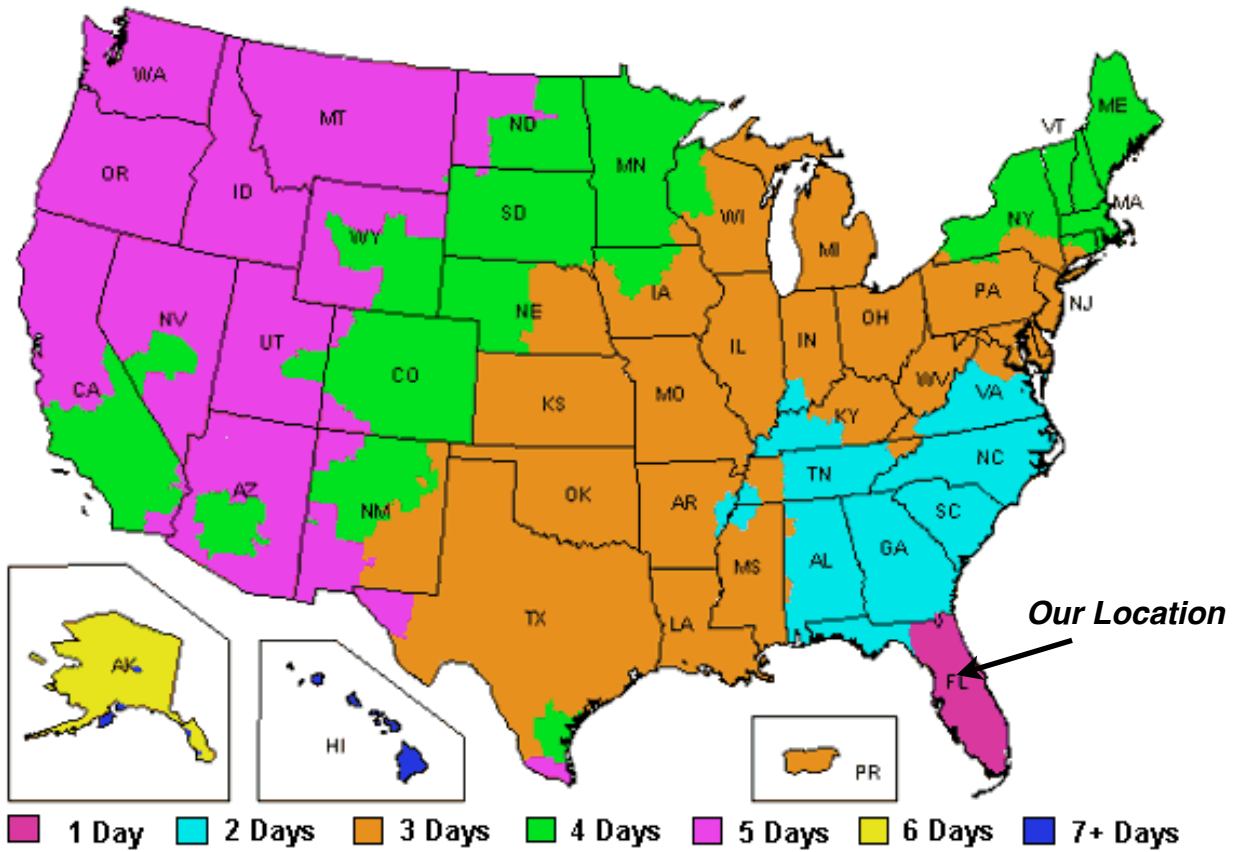 WA
MT
ND
ME
VT
OR
ID
MN
MA
SD
WI
NY
WY
MI
IA
PA
NJ
NE
NV
UT
IL
IN
OH
CA
CO
WV
VA
KS
MO
KY
NC
TN
AZ
NM
OK
AR
SC
GA
AL
MS
TX
LA
Our Location
FL
AK
HI
PR
1 Day
2 Days
3 Days
4 Days
5 Days
6 Days
7+ Days